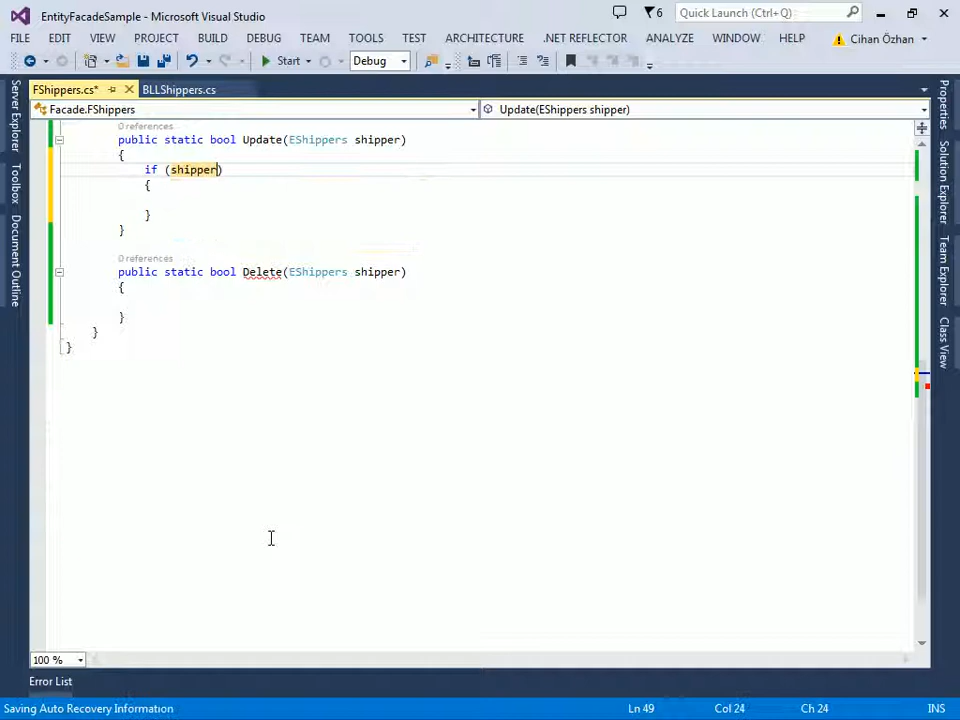 EntityFacadeSample - Microsoft Visual Studio
6
Quick Launch (Ctrl+Q)
FILE EDIT VIEW PROJECT BUILD DEBUG TEAM TOOLS TEST ARCHITECTURE .NET REFLECTOR ANALYZE WINDOW HELP Cihan Özhan
Start Debug
FShippers.cs* BLLShippers.cs
Facade.FShippers Update(EShippers shipper)
0 references
public static bool Update(EShippers shipper)
{
if (shipper)
{
}
}
0 references
public static bool Delete(EShippers shipper)
{
}
}
}
Server Explorer
Toolbox
Document Outline
Properties
Solution Explorer
Team Explorer
Class View
100 %
Error List
Saving Auto Recovery Information Ln 49 Col 24 Ch 24 INS